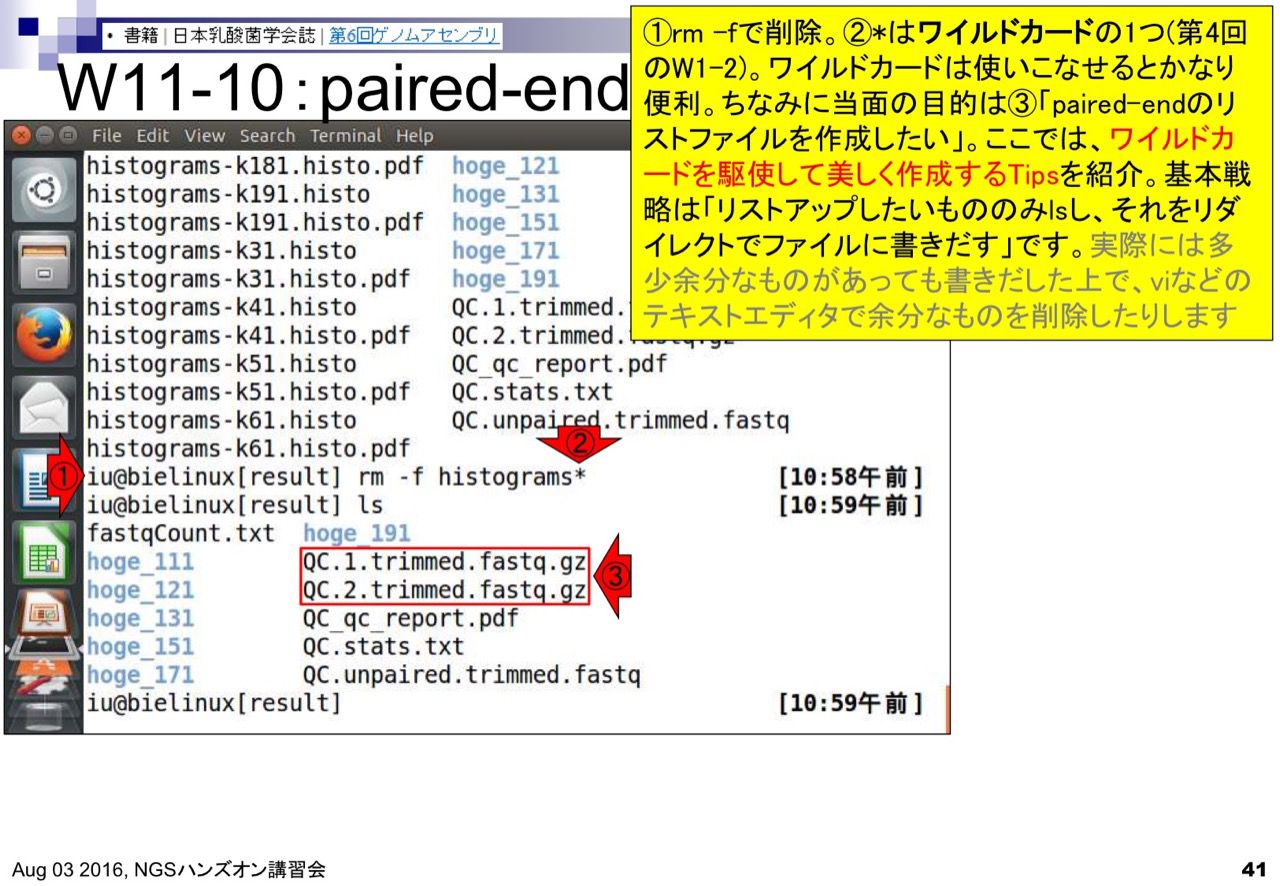 ・ 書籍 | 日本乳酸菌学会誌 | 第6回ゲノムアセンブリ
W11-10：paired-end
①rm –fで削除。②*はワイルドカードの1つ(第4回
のW1-2)。ワイルドカードは使いこなせるとかなり
便利。ちなみに当面の目的は③「paired-endのリ
ストファイルを作成したい」。ここでは、ワイルドカ
ードを駆使して美しく作成するTipsを紹介。基本戦
略は「リストアップしたいもののみlsし、それをリダ
イレクトでファイルに書きだす」です。実際には多
少余分なものがあっても書きだした上で、viなどの
テキストエディタで余分なものを削除したりします
File Edit View Search Terminal Help
histograms-k181.histo.pdf hoge_121
histograms-k191.histo hoge_131
histograms-k191.histo.pdf hoge_151
histograms-k31.histo hoge_171
histograms-k31.histo.pdf hoge_191
histograms-k41.histo QC.1.trimmed.
histograms-k41.histo.pdf QC.2.trimmed.fastq.gz
histograms-k51.histo QC_qc_report.pdf
histograms-k51.histo.pdf QC.stats.txt
histograms-k61.histo QC.unpaired.trimmed.fastq
histograms-k61.histo.pdf
②
① iu@bielinux[result] rm -f histograms* [10:58午前]
iu@bielinux[result] ls [10:59午前]
fastqCount.txt hoge_191
hoge_111 QC.1.trimmed.fastq.gz
③
hoge_121 QC.2.trimmed.fastq.gz
hoge_131 QC_qc_report.pdf
hoge_151 QC.stats.txt
hoge_171 QC.unpaired.trimmed.fastq
iu@bielinux[result] [10:59午前]
Aug 03 2016, NGSハンズオン講習会
41